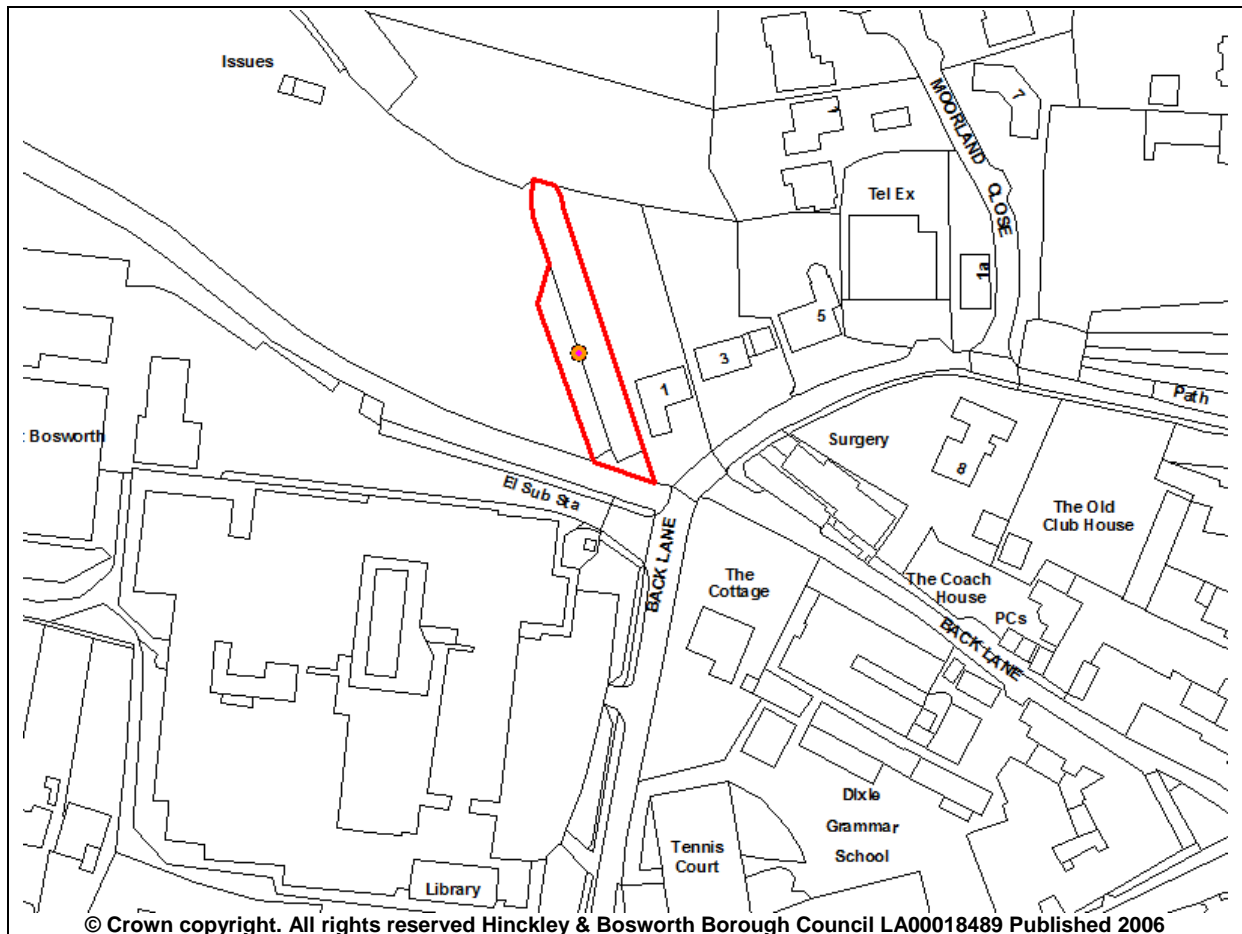 Issues
MOORLAND CLOSE
7
Tel Ex
1a
5
3
1
Path
Surgery
8
t Bosworth
El Sub Sta
The Old
Club House
BACK LANE
The
Cottage
The Coach
House
PCs
BACK LANE
Dixie
Grammar
School
Tennis
Court
Library
© Crown copyright. All rights reserved Hinckley & Bosworth Borough Council LA00018489 Published 2006